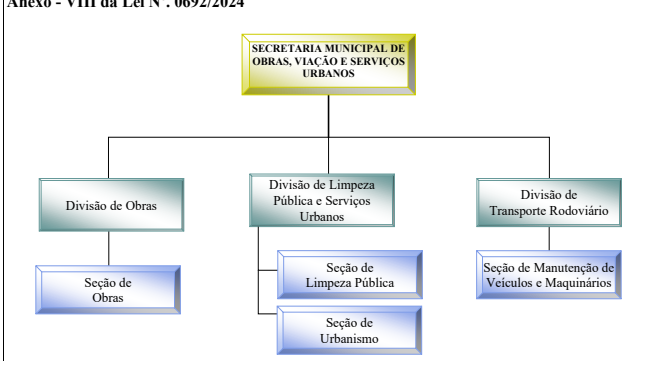 Anexo - VIII da Lei Nº. 0692/2024
SECRETARIA MUNICIPAL DE
OBRAS, VIAÇÃO E SERVIÇOS
URBANOS
Divisão de Obras
Divisão de Limpeza
Pública e Serviços
Urbanos
Divisão de
Transporte Rodoviário
Seção de
Obras
Seção de
Limpeza Pública
Seção de Manutenção de
Veículos e Maquinários
Seção de
Urbanismo